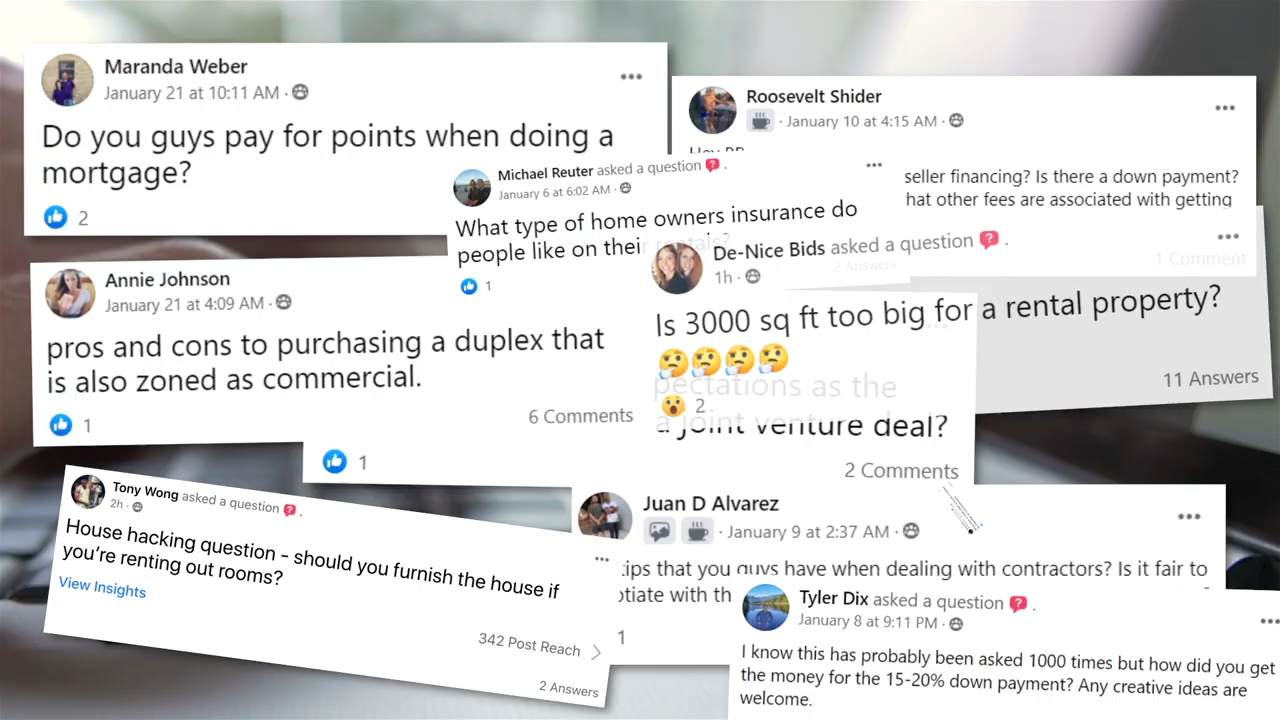 Maranda Weber
January 21 at 10:11 AM ·
Do you guys pay for points when doing a
mortgage?
2
Roosevelt Shider
· January 10 at 4:15 AM ·
seller financing? Is there a down payment?
hat other fees are associated with getting
1 Comment
Michael Reuter asked a question .
January 6 at 6:02 AM ·
What type of home owners insurance do
people like on their rentals?
1
2 Answers
De-Nice Bids asked a question .
1h ·
Is 3000 sq ft too big for a rental property?
2
11 Answers
Annie Johnson
January 21 at 4:09 AM ·
pros and cons to purchasing a duplex that
is also zoned as commercial.
1
6 Comments
pectations as the
a joint venture deal?
1
2 Comments
Tony Wong asked a question .
2h ·
House hacking question - should you furnish the house if
you’re renting out rooms?
View Insights
342 Post Reach
2 Answers
Juan D Alvarez
· January 9 at 2:37 AM ·
tips that you guys have when dealing with contractors? Is it fair to
otiate with th
1
Tyler Dix asked a question .
January 8 at 9:11 PM ·
I know this has probably been asked 1000 times but how did you get
the money for the 15-20% down payment? Any creative ideas are
welcome.